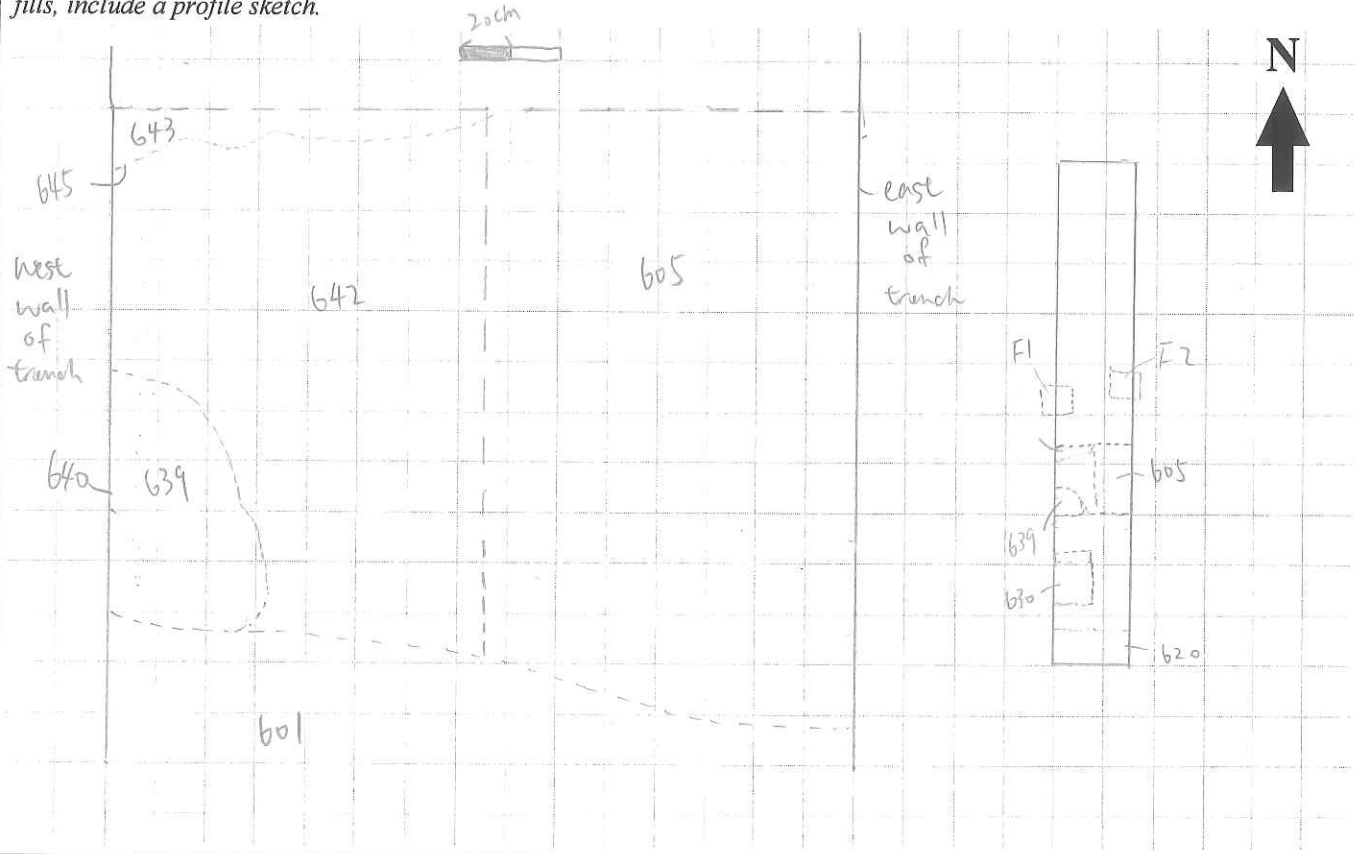 fills, include a profile sketch.
20cm
N
643
645
east
wall
of
trench
west
wall
of
trench
642
605
F1
F2
640
639
605
639
630
620
601